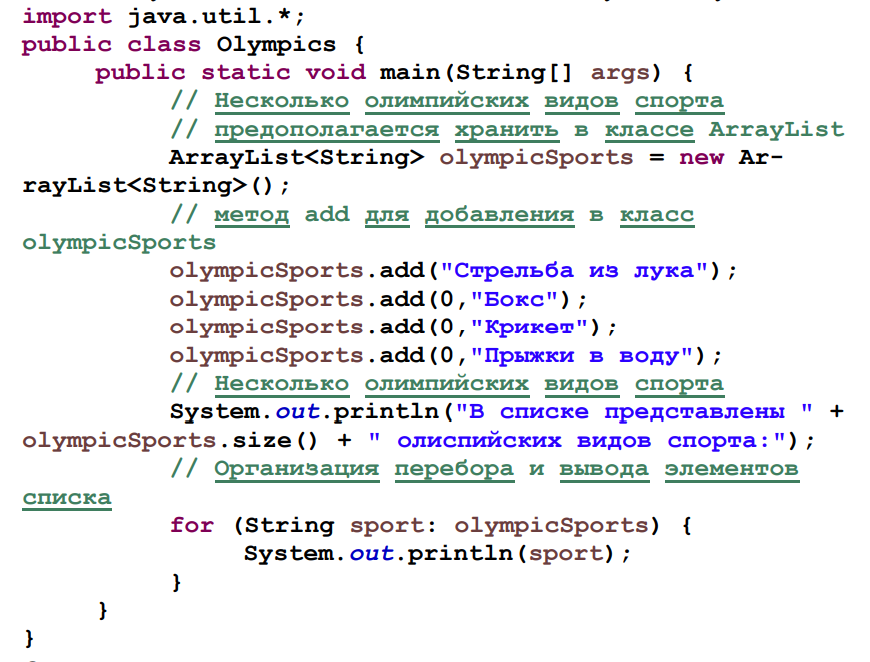 import java.util.*;
public class Olympics {
public static void main(String[] args) {
// Несколько олимпийских видов спорта
// предополагается хранить в классе ArrayList
ArrayList<String> olympicSports = new Ar-
rayList<String>();
// метод add для добавления в класс
olympicSports
olympicSports.add("Стрельба из лука");
olympicSports.add(0,"Бокс");
olympicSports.add(0,"Крикет");
olympicSports.add(0,"Прыжки в воду");
// Несколько олимпийских видов спорта
System.out.println("В списке представлены " +
olympicSports.size() + " олиспийских видов спорта:");
// Организация перебора и вывода элементов
списка
for (String sport: olympicSports) {
System.out.println(sport);
}
}
}